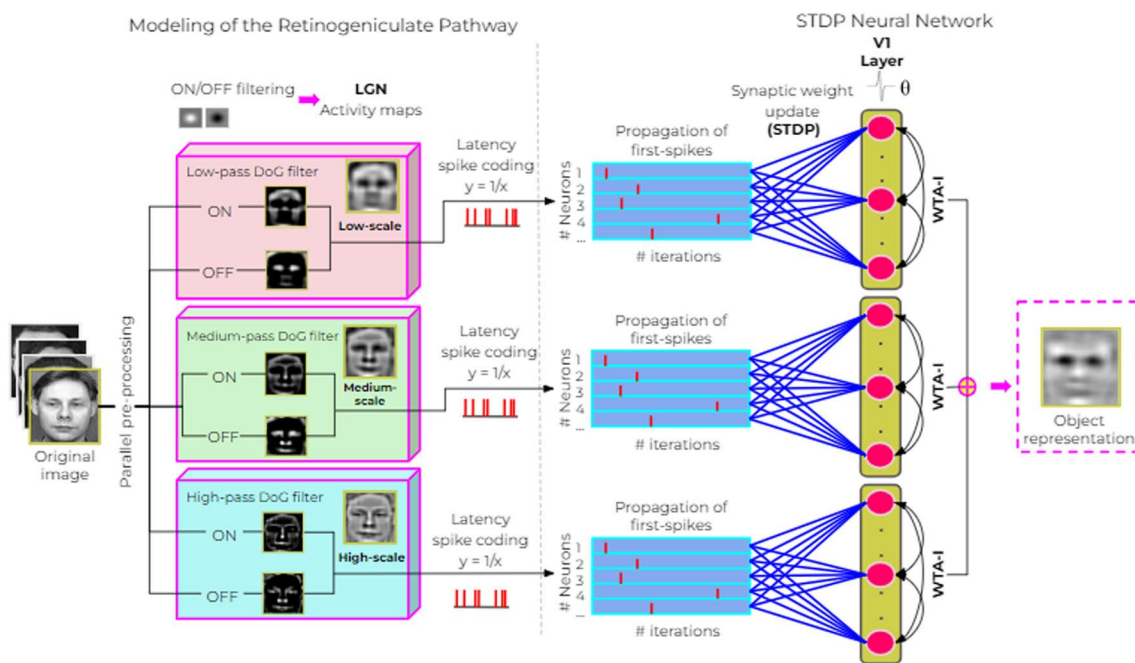 Modeling of the Retinogeniculate Pathway
STDP Neural Network
ON/OFF filtering
LGN
Activity maps
V1
Layer
θ
Synaptic weight
update
(STDP)
Low-pass DoG filter
ON
OFF
Low-scale
Latency
spike coding
y = 1/x
Propagation of
first-spikes
# Neurons
1
2
3
4
...
# iterations
WTA-I
Medium-pass DoG filter
ON
OFF
Medium-
scale
Latency
spike coding
y = 1/x
Propagation of
first-spikes
# Neurons
1
2
3
4
...
# iterations
WTA-I
High-pass DoG filter
ON
OFF
High-scale
Latency
spike coding
y = 1/x
Propagation of
first-spikes
# Neurons
1
2
3
4
...
# iterations
WTA-I
Original
image
Parallel pre-processing
Object
representation